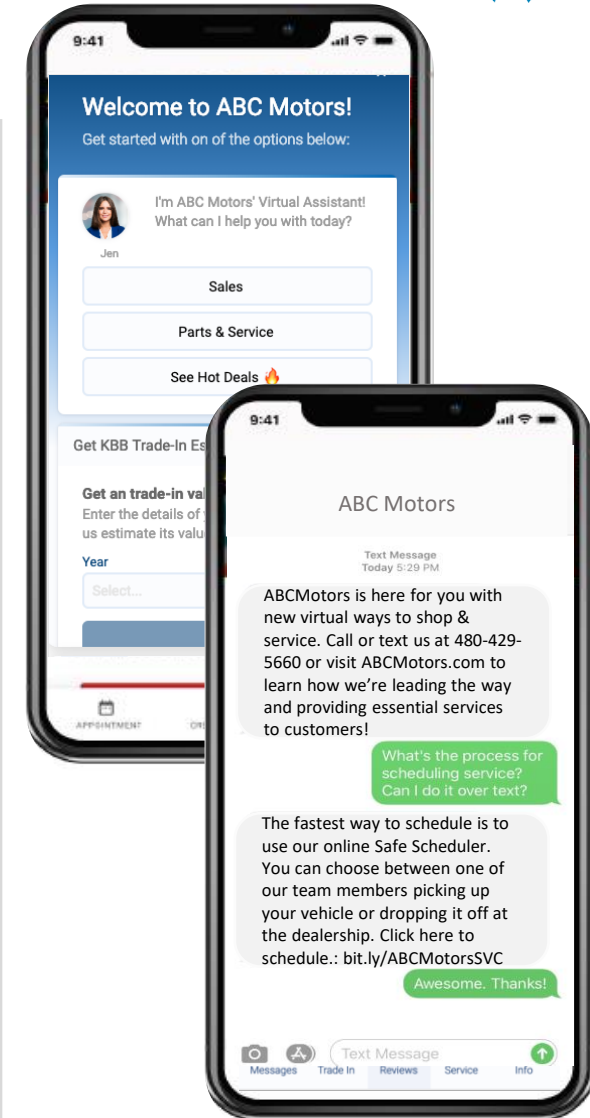 9:41
Welcome to ABC Motors!
Get started with on of the options below:
I'm ABC Motors' Virtual Assistant!
What can I help you with today?
Jen
Sales
Parts & Service
See Hot Deals 🔥
Get KBB Trade-In Es
Get an trade-in val
Enter the details of
us estimate its valu
Year
Select...
APPOINTMENT
9:41
ABC Motors
Text Message
Today 5:29 PM
ABCMotors is here for you with
new virtual ways to shop &
service. Call or text us at 480-429-
5660 or visit ABCMotors.com to
learn how we’re leading the way
and providing essential services
to customers!
What's the process for
scheduling service?
Can I do it over text?
The fastest way to schedule is to
use our online Safe Scheduler.
You can choose between one of
our team members picking up
your vehicle or dropping it off at
the dealership. Click here to
schedule.: bit.ly/ABCMotorsSVC
Awesome. Thanks!
Text Message
Messages Trade In Reviews Service Info